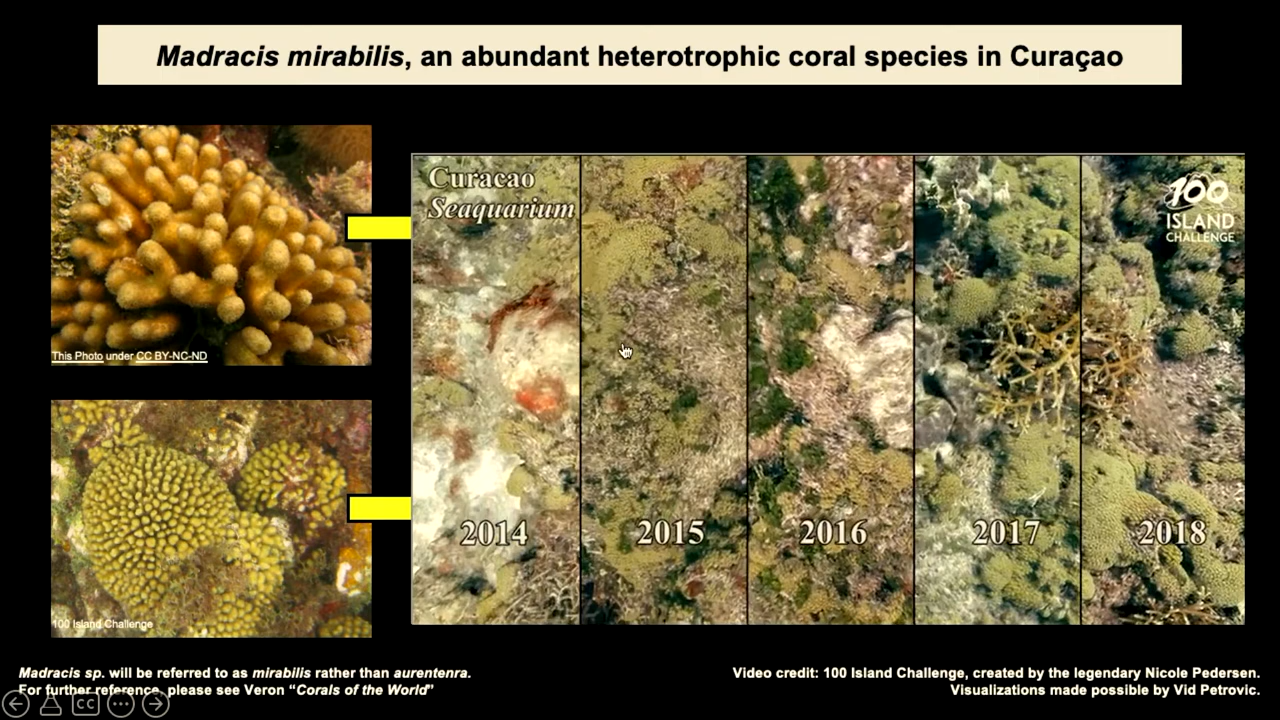 Madracis mirabilis, an abundant heterotrophic coral species in Curaçao
This Photo under CC BY-NC-ND
100 Island Challenge
Curacao
Seaquarium
100
ISLAND
CHALLENGE
2014
2015
2016
2017
2018
Madracis sp. will be referred to as mirabilis rather than aurentenra.
For further reference, please see Veron “Corals of the World”
Video credit: 100 Island Challenge, created by the legendary Nicole Pedersen.
Visualizations made possible by Vid Petrovic.
CC